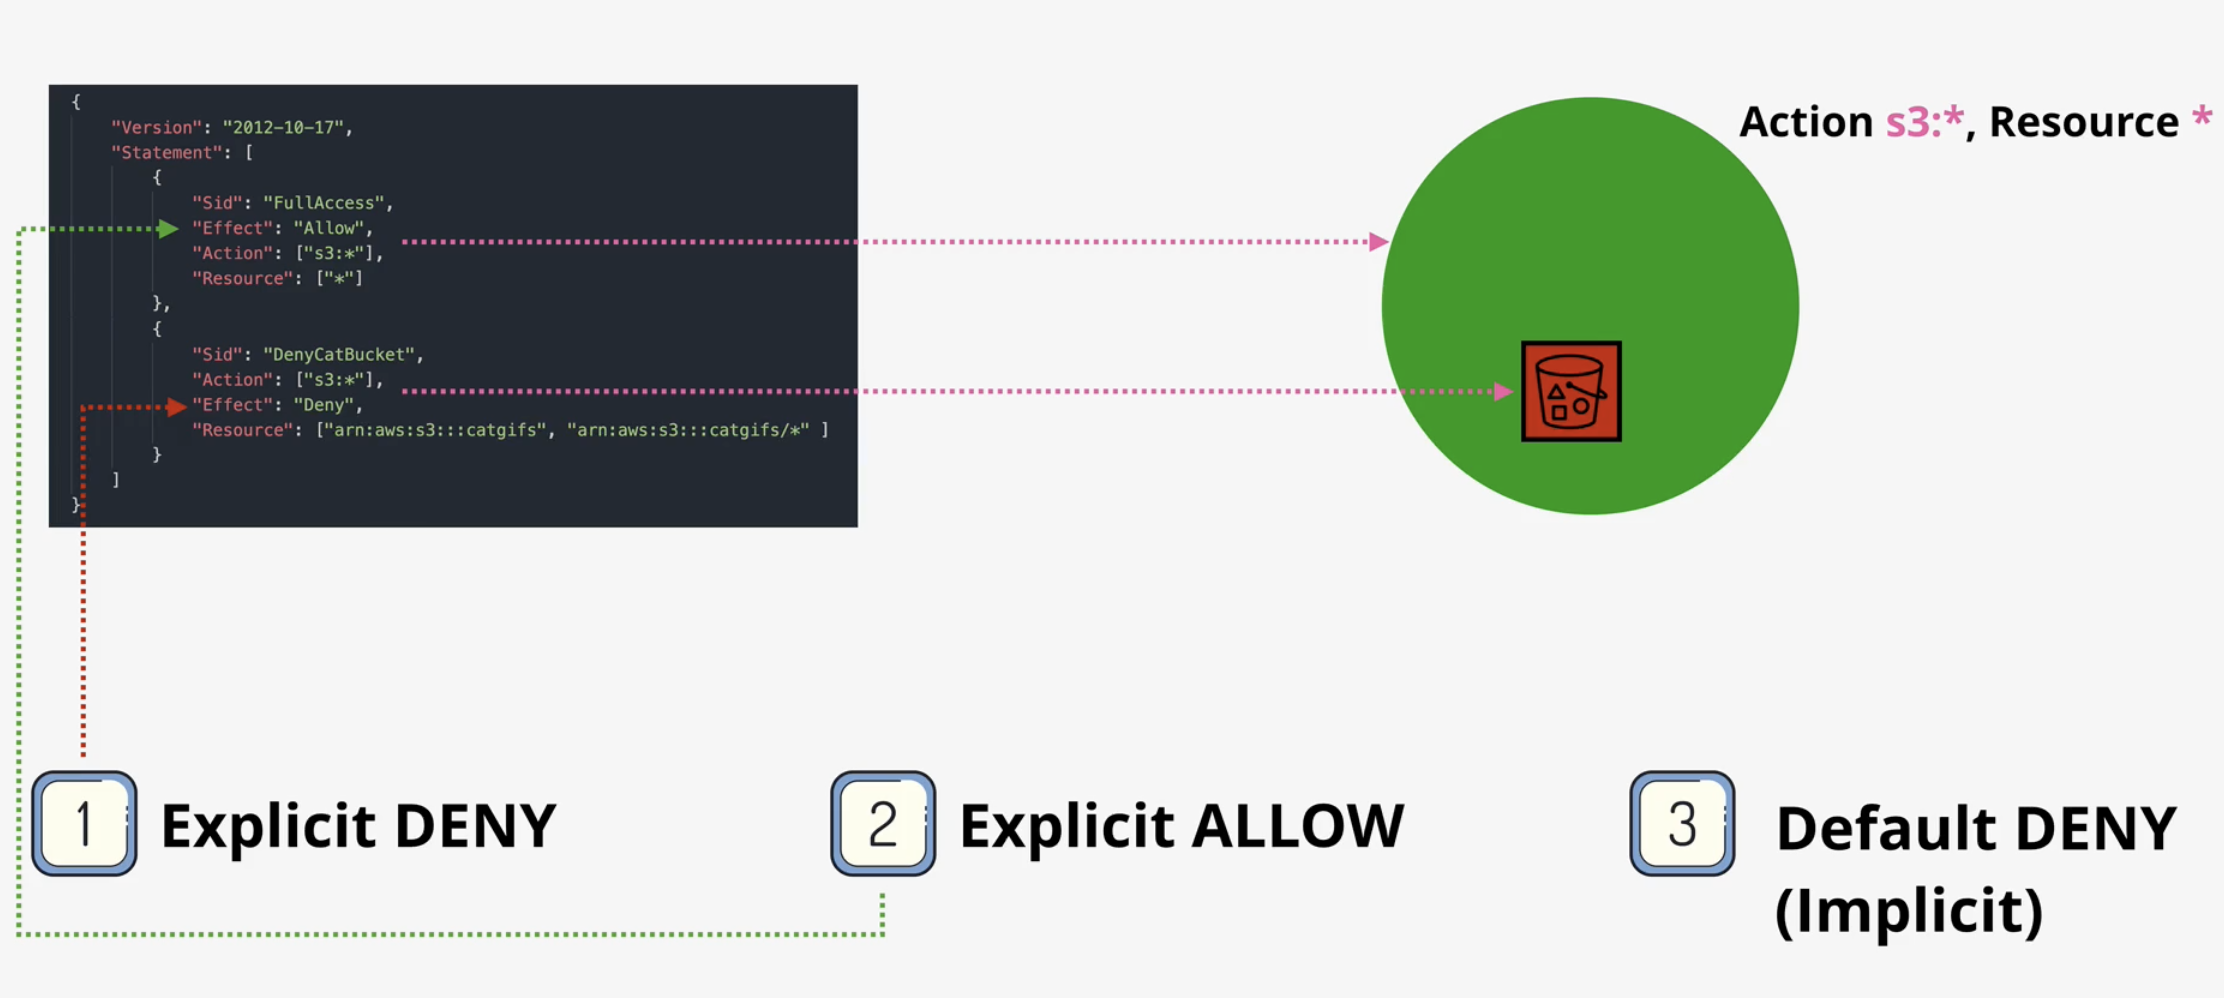 {
"Version": "2012-10-17",
"Statement": [
{
"Sid": "FullAccess",
"Effect": "Allow",
"Action": ["s3:*"],
"Resource": ["*"]
},
{
"Sid": "DenyCatBucket",
"Action": ["s3:*"],
"Effect": "Deny",
"Resource": ["arn:aws:s3:::catgifs", "arn:aws:s3:::catgifs/*" ]
}
]
}
Action s3:*, Resource *
1 Explicit DENY
2 Explicit ALLOW
3 Default DENY
(Implicit)